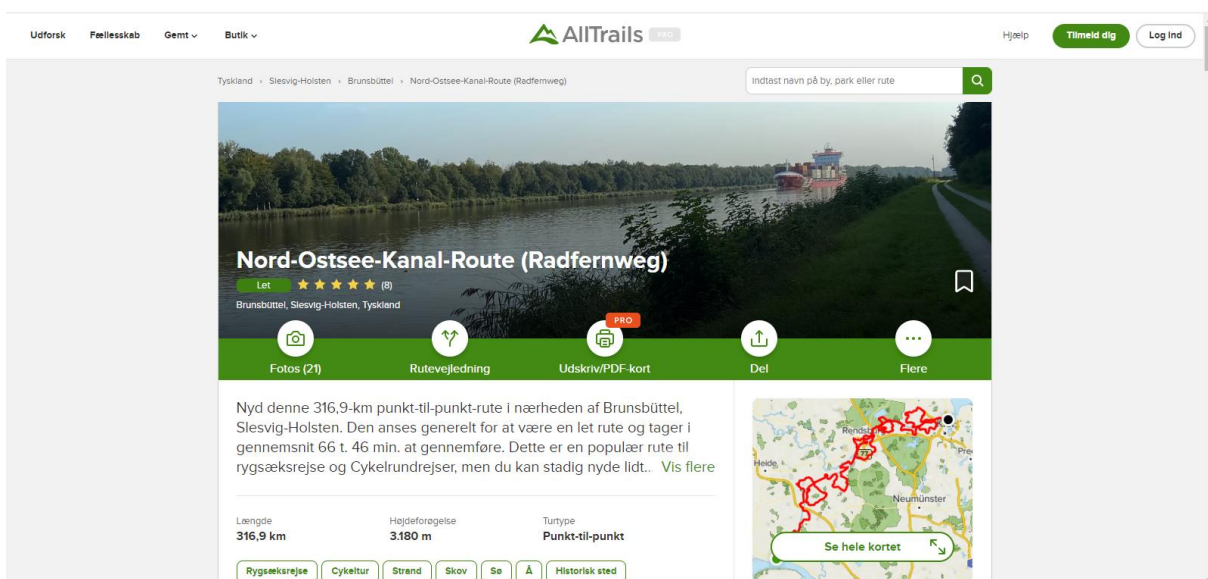 Udforsk Fællesskab Gemt Butik AllTrails PRO Hjælp Tilmeld dig Log ind
Tyskland › Slesvig-Holsten › Brunsbüttel › Nord-Ostsee-Kanal-Route (Radfernweg)
Indtast navn på by, park eller rute
Nord-Ostsee-Kanal-Route (Radfernweg)
Let (8)
Brunsbüttel, Slesvig-Holsten, Tyskland
PRO
Fotos (21) Rutevejledning Udskriv/PDF-kort Del Flere
Nyd denne 316,9-km punkt-til-punkt-rute i nærheden af Brunsbüttel,
Slesvig-Holsten. Den anses generelt for at være en let rute og tager i
gennemsnit 66 t. 46 min. at gennemføre. Dette er en populær rute til
rygsæksrejse og Cykelrundrejser, men du kan stadig nyde lidt.. Vis flere
Længde Højdeforøgelse Turtype
316,9 km 3.180 m Punkt-til-punkt
Rygsæksrejse Cykeltur Strand Skov Sø Å Historisk sted
Heide
77
Neumünster
Se hele kortet